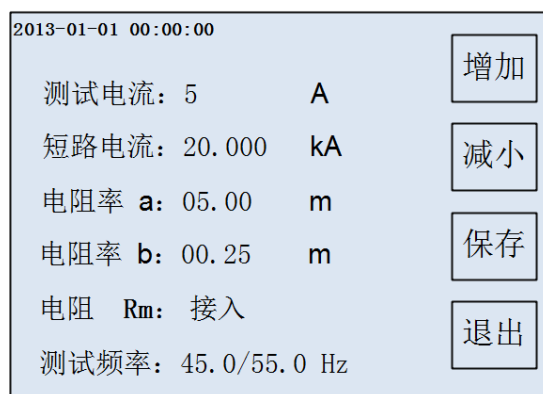 2013-01-01 00:00:00
测试电流：5 A
短路电流：20.000 kA
电阻率 a：05.00 m
电阻率 b：00.25 m
电阻 Rm：接入
测试频率：45.0/55.0 Hz
增加
减小
保存
退出